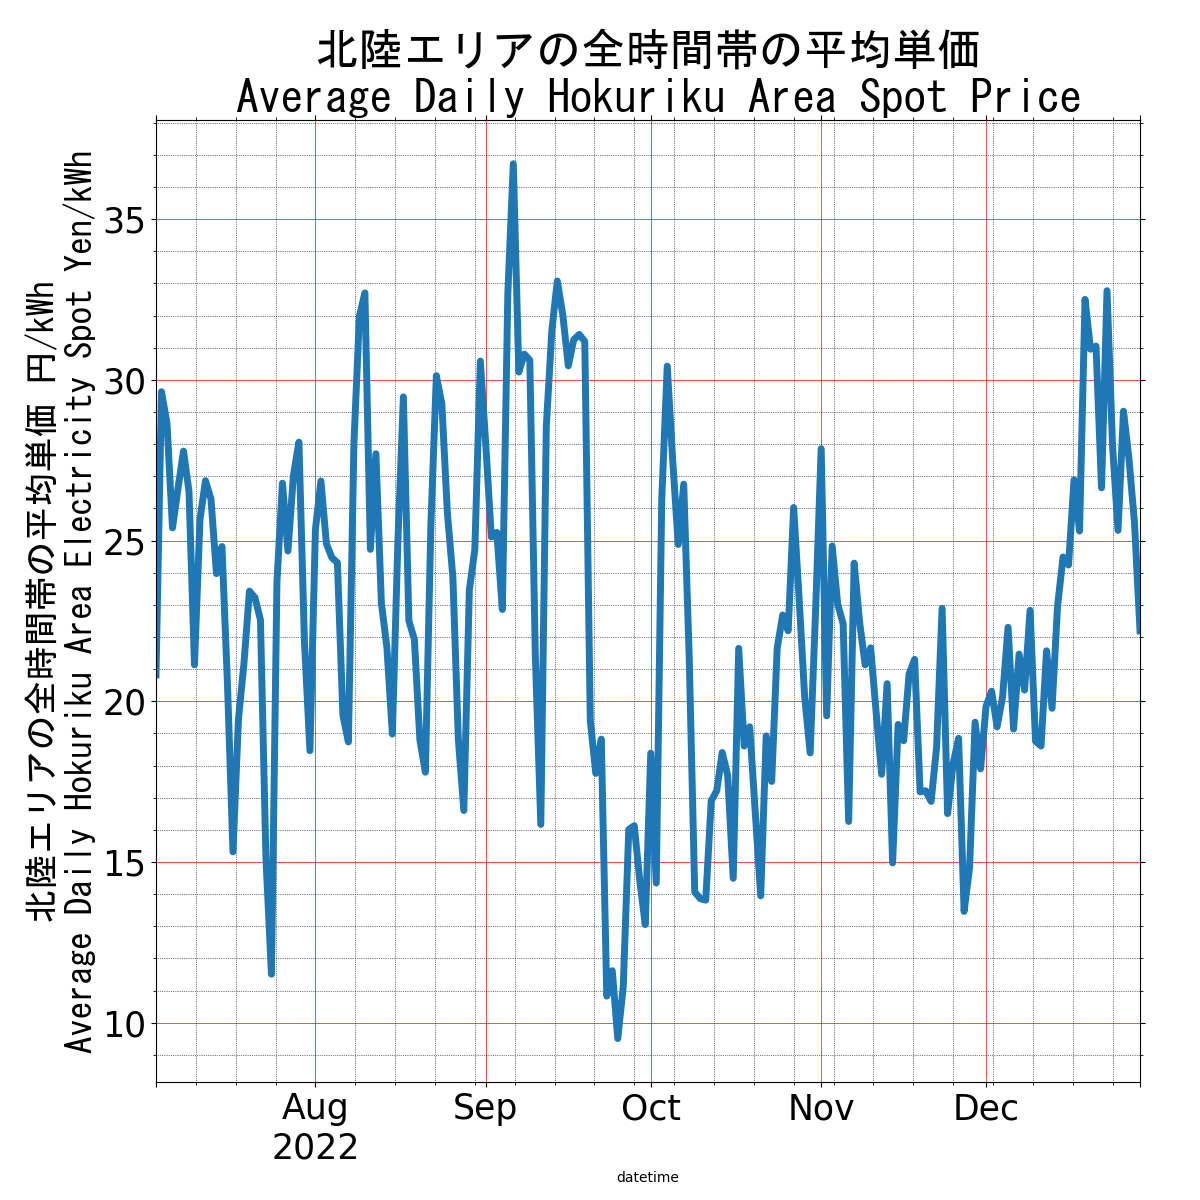 北陸エリアの全時間帯の平均単価
Average Daily Hokuriku Area Spot Price
北陸エリアの全時間帯の平均単価 円/kWh
Average Daily Hokuriku Area Electricity Spot Yen/kWh
35
30
25
20
15
10
Aug
2022
Sep
Oct
Nov
Dec
datetime